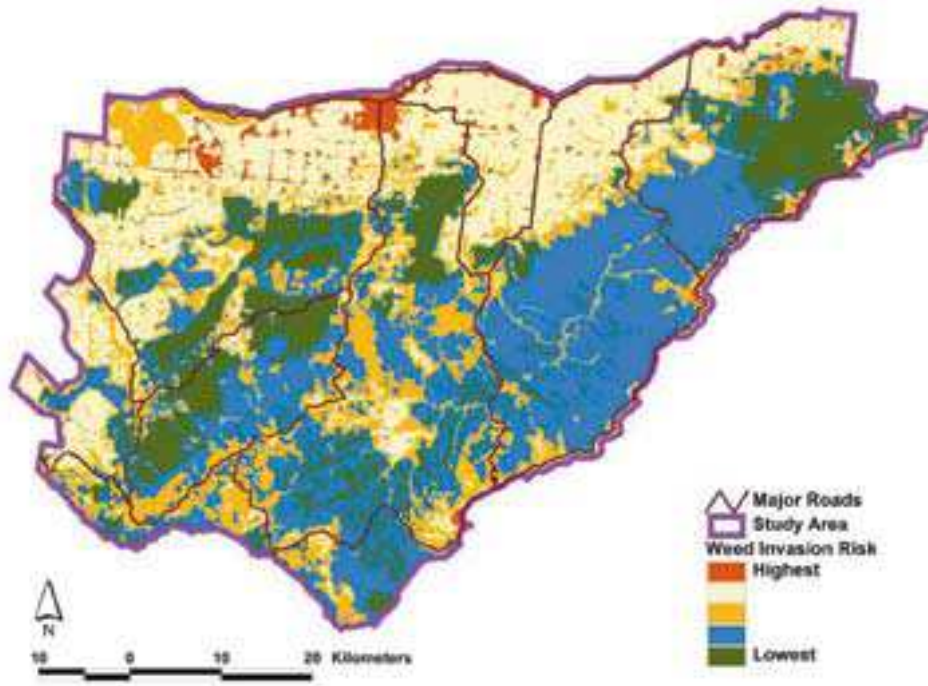 Major Roads
Study Area
Weed Invasion Risk
Highest
Lowest
N
10 0 10 20 Kilometers